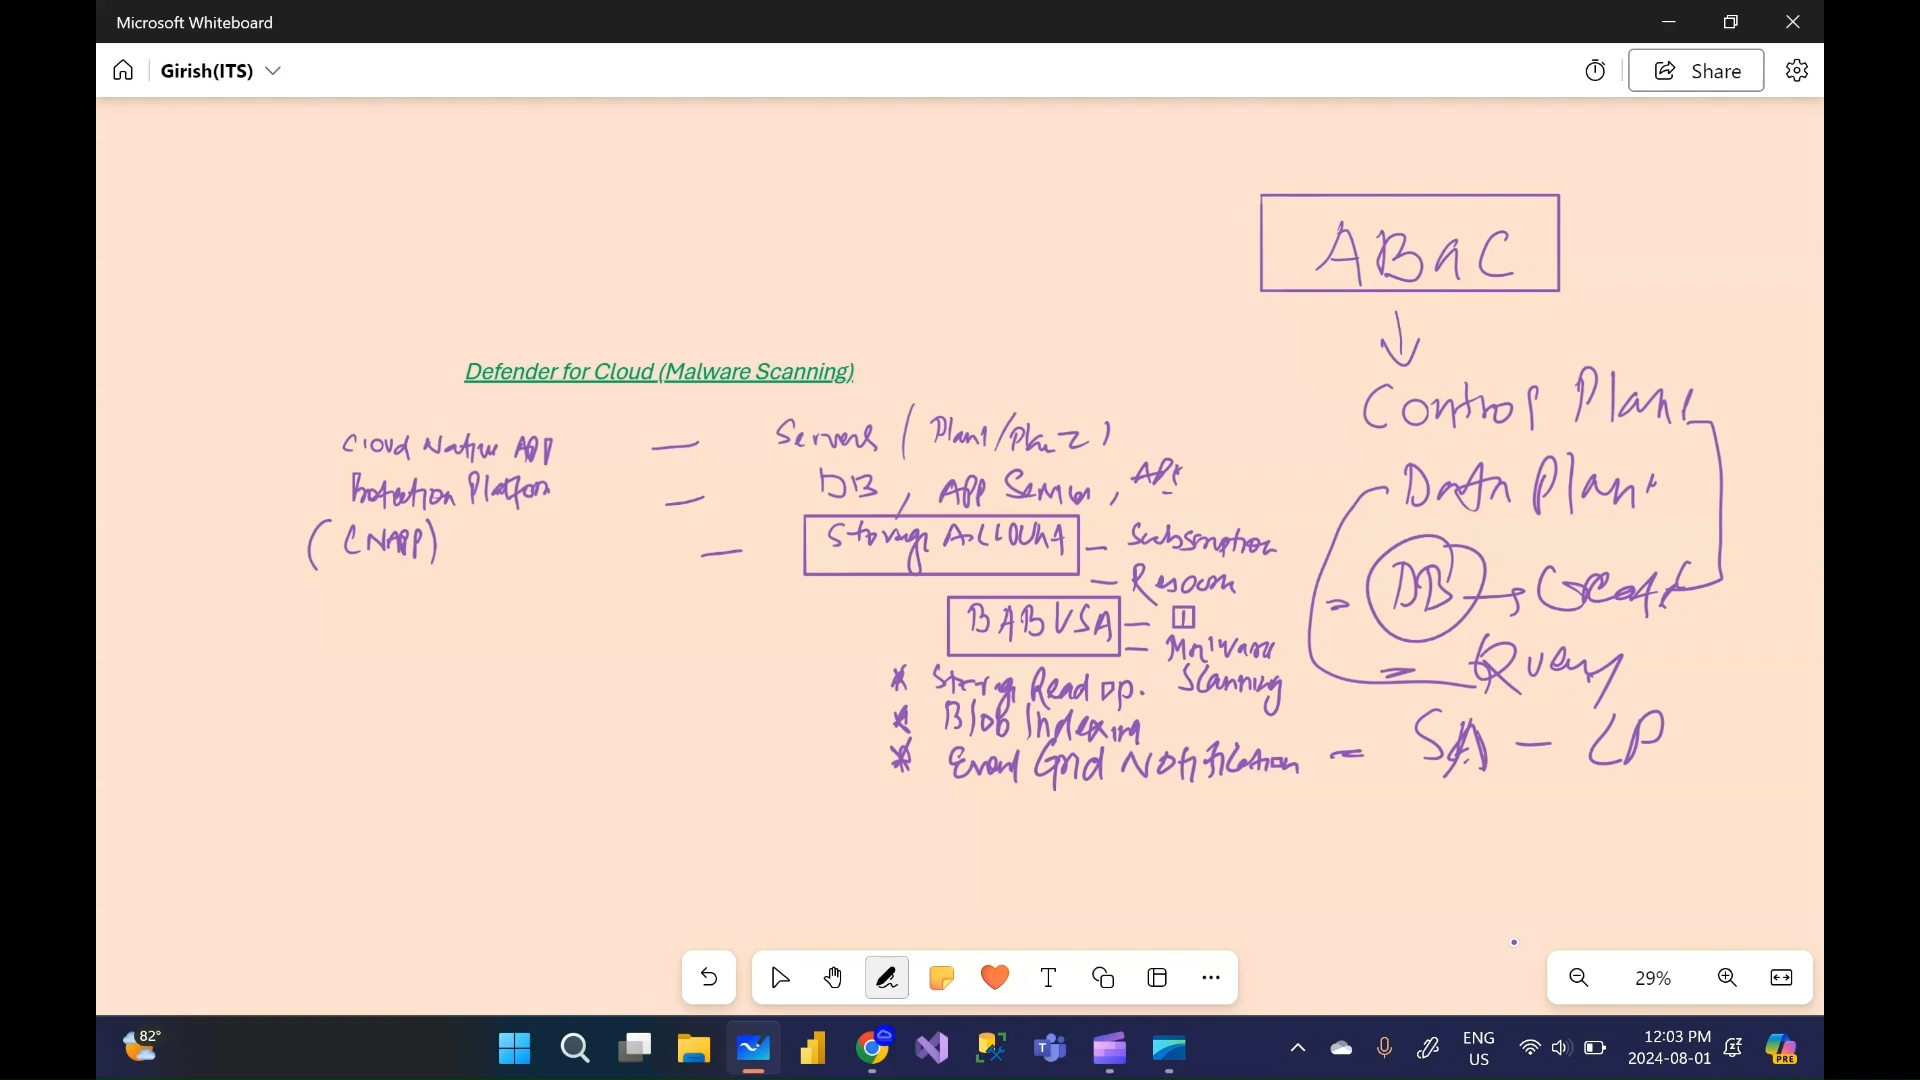 Microsoft Whiteboard
Girish(ITS)
Share
ABaC
Control Plane
Data Plane
DB → Create
= Query
SA - CP
Defender for Cloud (Malware Scanning)
Cloud Native APP
Protection Platform
(CNAPP)
— Servers (Plan1/Plan2)
— DB, APP Server, API
— Storage Account
— Subscription
— Resource
BABVSA — 1
— Malware Scanning
* Storage Read op.
* Blob Indexing
* Event Grid Notification =
29%
82°
ENG
US
12:03 PM
2024-08-01
PRE